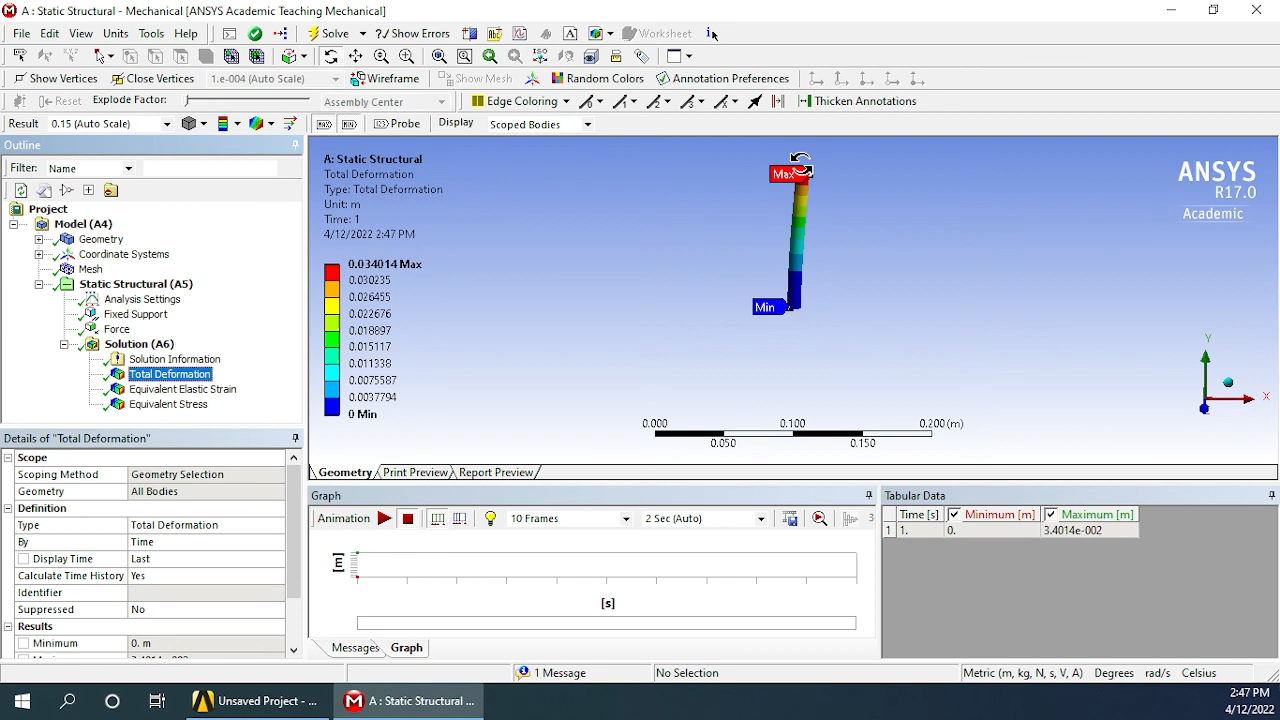 A : Static Structural - Mechanical [ANSYS Academic Teaching Mechanical]
File Edit View Units Tools Help Solve Show Errors Worksheet
Show Vertices Close Vertices 1.e-004 (Auto Scale) Wireframe Show Mesh Random Colors Annotation Preferences
Reset Explode Factor: Assembly Center Edge Coloring Thicken Annotations
Result 0.15 (Auto Scale) Probe Display Scoped Bodies
Outline
Filter: Name
Project
Model (A4)
Geometry
Coordinate Systems
Mesh
Static Structural (A5)
Analysis Settings
Fixed Support
Force
Solution (A6)
Solution Information
Total Deformation
Equivalent Elastic Strain
Equivalent Stress
A: Static Structural
Total Deformation
Type: Total Deformation
Unit: m
Time: 1
4/12/2022 2:47 PM
0.034014 Max
0.030235
0.026455
0.022676
0.018897
0.015117
0.011338
0.0075587
0.0037794
0 Min
Max
Min
ANSYS
R17.0
Academic
Y
X
0.000 0.100 0.200 (m)
0.050 0.150
Geometry Print Preview Report Preview
Details of "Total Deformation"
Scope
Scoping Method Geometry Selection
Geometry All Bodies
Definition
Type Total Deformation
By Time
Display Time Last
Calculate Time History Yes
Identifier
Suppressed No
Results
Minimum 0. m
Graph
Animation 10 Frames 2 Sec (Auto) 3
[m]
[s]
Messages Graph
Tabular Data
Time [s] Minimum [m] Maximum [m]
1 1. 0. 3.4014e-002
1 Message No Selection Metric (m, kg, N, s, V, A) Degrees rad/s Celsius
Unsaved Project - ... A : Static Structural ...
2:47 PM
4/12/2022